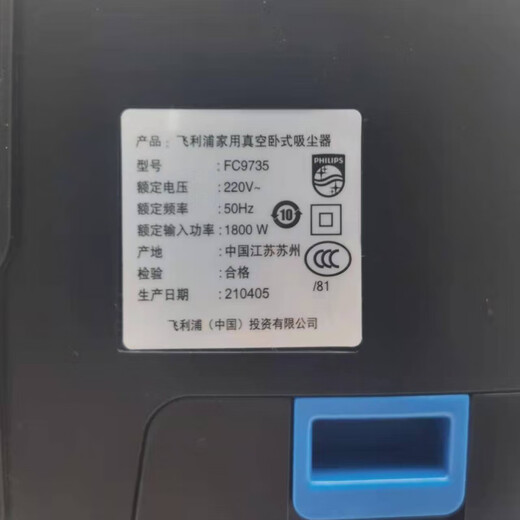 产品: 飞利浦家用真空卧式吸尘器
型号 : FC9735
PHILIPS
额定电压 : 220V~
额定频率 : 50Hz
10
额定输入功率 : 1800 W
产地 : 中国江苏苏州
CCC
检验 : 合格
/81
生产日期 : 210405
飞利浦（中国）投资有限公司